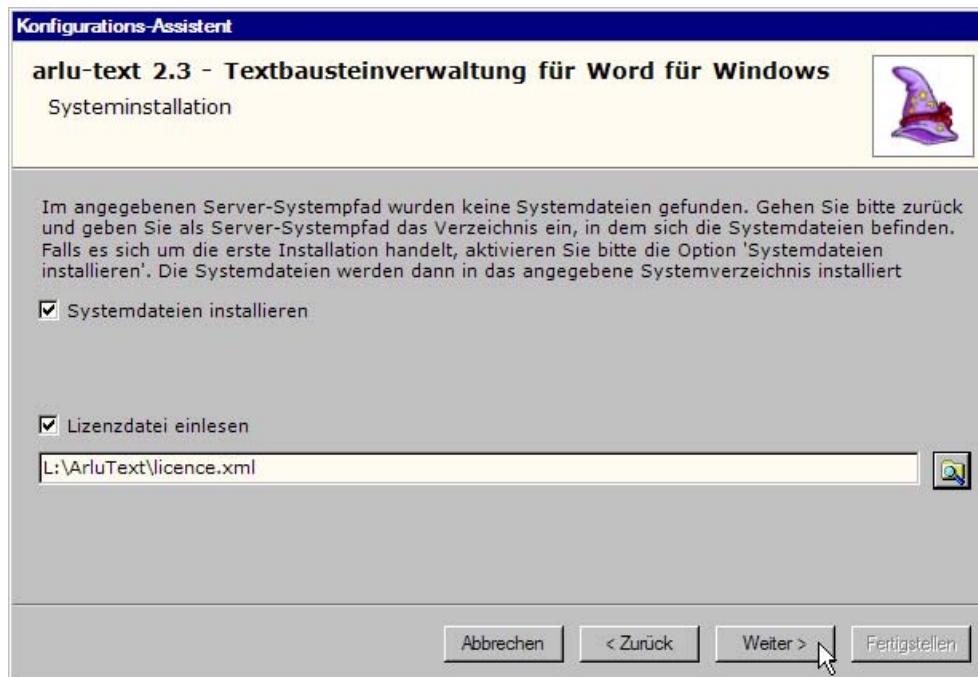 Konfigurations-Assistent
arlu-text 2.3 - Textbausteinverwaltung für Word für Windows
Systeminstallation
Im angegebenen Server-Systempfad wurden keine Systemdateien gefunden. Gehen Sie bitte zurück
und geben Sie als Server-Systempfad das Verzeichnis ein, in dem sich die Systemdateien befinden.
Falls es sich um die erste Installation handelt, aktivieren Sie bitte die Option 'Systemdateien
installieren'. Die Systemdateien werden dann in das angegebene Systemverzeichnis installiert
Systemdateien installieren
Lizenzdatei einlesen
L:\ArluText\licence.xml
Abbrechen < Zurück Weiter > Fertigstellen